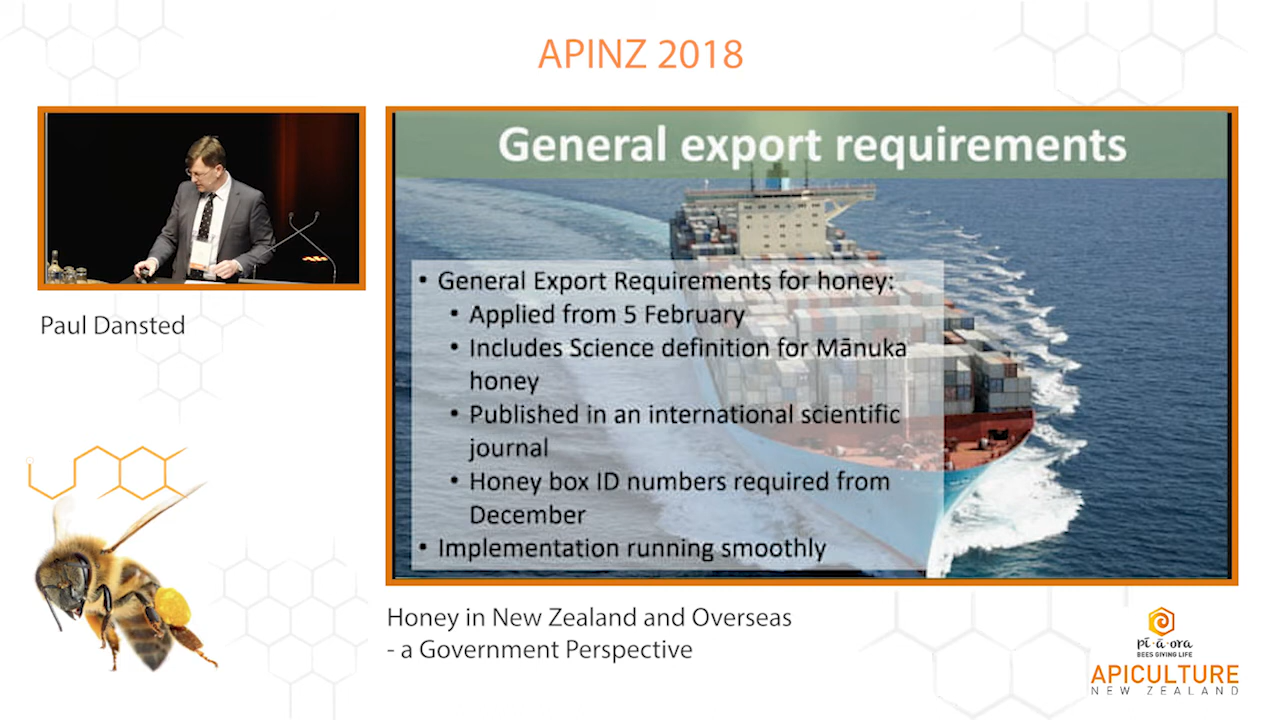 APINZ 2018
Paul Dansted
General export requirements
• General Export Requirements for honey:
• Applied from 5 February
• Includes Science definition for Mānuka
honey
• Published in an international scientific
journal
• Honey box ID numbers required from
December
• Implementation running smoothly
Honey in New Zealand and Overseas
- a Government Perspective
pī-ā-ora
BEES GIVING LIFE
APICULTURE
NEW ZEALAND